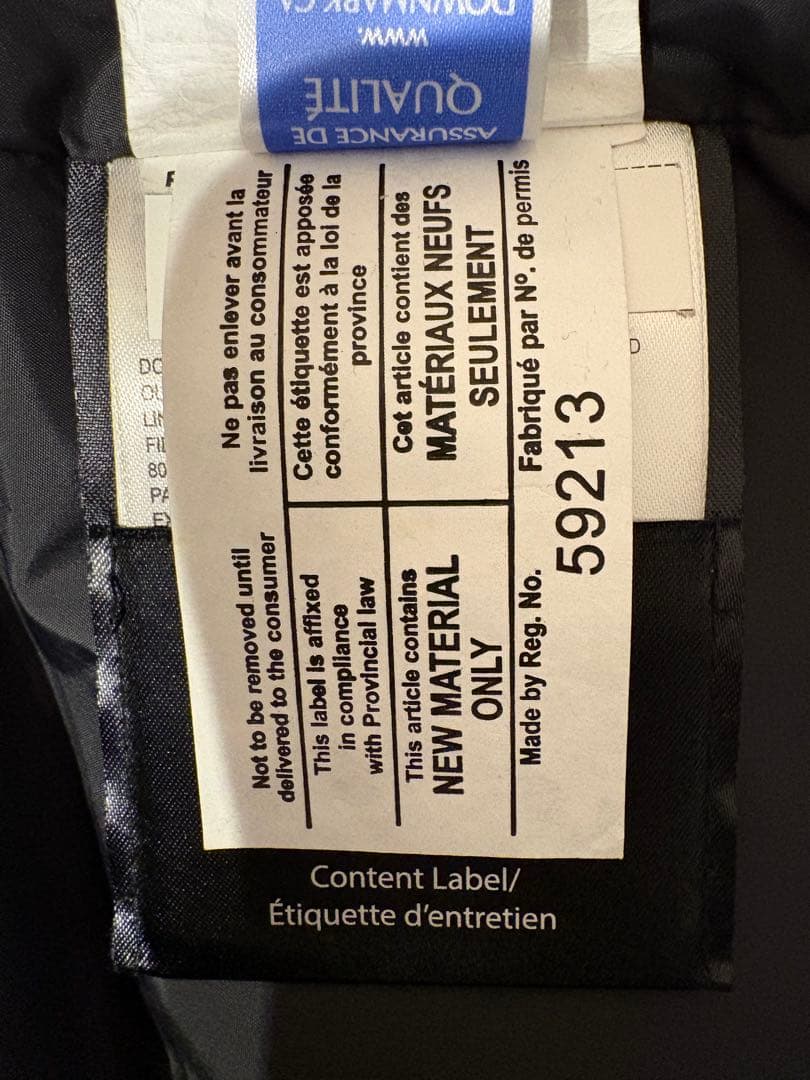 DOWNMARK.CA
WWW.
QUALITÉ
ASSURANCE DE
Not to be removed until
delivered to the consumer
Ne pas enlever avant la
livraison au consommateur
This label is affixed
in compliance
with Provincial law
Cette étiquette est apposée
conformément à la loi de la
province
This article contains
NEW MATERIAL
ONLY
Cet article contient des
MATÉRIAUX NEUFS
SEULEMENT
Made by Reg. No. Fabriqué par Nº. de permis
59213
Content Label/
Étiquette d'entretien